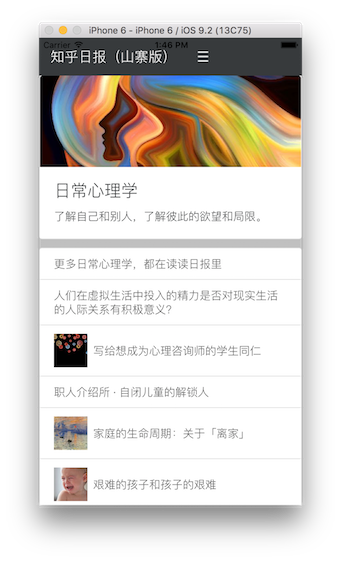 iPhone 6 - iPhone 6 / iOS 9.2 (13C75)
Carrier 1:46 PM
知乎日报（山寨版） ☰
日常心理学
了解自己和别人，了解彼此的欲望和局限。
更多日常心理学，都在读读日报里
人们在虚拟生活中投入的精力是否对现实生活
的人际关系有积极意义？
写给想成为心理咨询师的学生同仁
职人介绍所 · 自闭儿童的解锁人
家庭的生命周期：关于「离家」
艰难的孩子和孩子的艰难